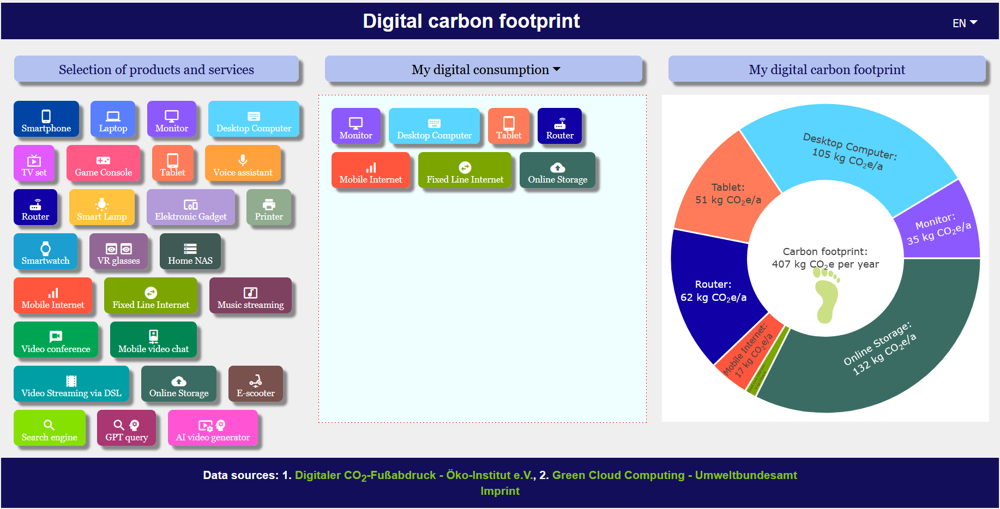 Digital carbon footprint
EN
Selection of products and services
My digital consumption
My digital carbon footprint
Smartphone
Laptop
Monitor
Desktop Computer
TV set
Game Console
Tablet
Voice assistant
Router
Smart Lamp
Elektronic Gadget
Printer
Smartwatch
VR glasses
Home NAS
Mobile Internet
Fixed Line Internet
Music streaming
Video conference
Mobile video chat
Video Streaming via DSL
Online Storage
E-scooter
Search engine
GPT query
AI video generator
Monitor
Desktop Computer
Tablet
Router
Mobile Internet
Fixed Line Internet
Online Storage
Desktop Computer:
105 kg CO₂e/a
Tablet:
51 kg CO₂e/a
Monitor:
35 kg CO₂e/a
Carbon footprint:
407 kg CO₂e per year
Router:
62 kg CO₂e/a
Mobile Internet:
17 kg CO₂e/a
Fixed Line Internet:
5 kg CO₂e/a
Online Storage:
132 kg CO₂e/a
Data sources: 1. Digitaler CO₂-Fußabdruck - Öko-Institut e.V., 2. Green Cloud Computing - Umweltbundesamt
Imprint